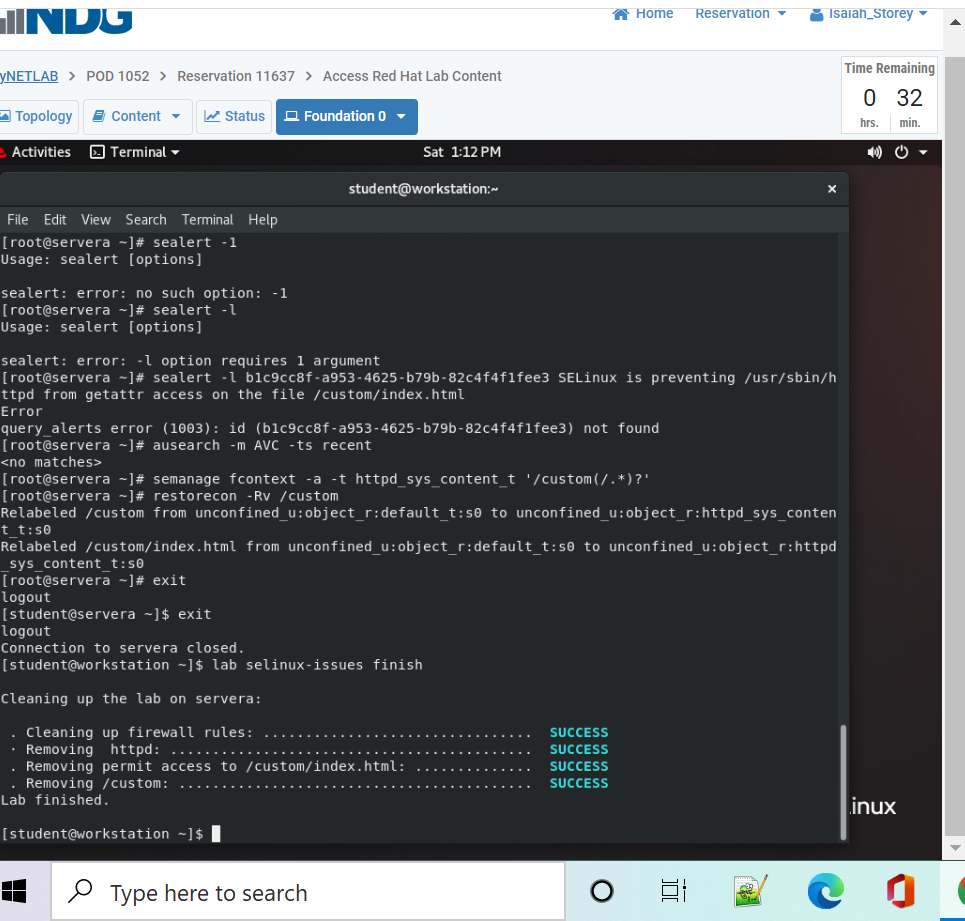 NDG
Home Reservation Isaiah_Storey
yNETLAB > POD 1052 > Reservation 11637 > Access Red Hat Lab Content
Time Remaining
0 32
hrs. min.
Topology Content Status Foundation 0
Activities Terminal Sat 1:12 PM
student@workstation:~ ×
File Edit View Search Terminal Help
[root@servera ~]# sealert -1
Usage: sealert [options]
sealert: error: no such option: -1
[root@servera ~]# sealert -l
Usage: sealert [options]
sealert: error: -l option requires 1 argument
[root@servera ~]# sealert -l b1c9cc8f-a953-4625-b79b-82c4f4f1fee3 SELinux is preventing /usr/sbin/h
ttpd from getattr access on the file /custom/index.html
Error
query_alerts error (1003): id (b1c9cc8f-a953-4625-b79b-82c4f4f1fee3) not found
[root@servera ~]# ausearch -m AVC -ts recent
<no matches>
[root@servera ~]# semanage fcontext -a -t httpd_sys_content_t '/custom(/.*)?'
[root@servera ~]# restorecon -Rv /custom
Relabeled /custom from unconfined_u:object_r:default_t:s0 to unconfined_u:object_r:httpd_sys_conten
t_t:s0
Relabeled /custom/index.html from unconfined_u:object_r:default_t:s0 to unconfined_u:object_r:httpd
_sys_content_t:s0
[root@servera ~]# exit
logout
[student@servera ~]$ exit
logout
Connection to servera closed.
[student@workstation ~]$ lab selinux-issues finish
Cleaning up the lab on servera:
. Cleaning up firewall rules: ................................ SUCCESS
· Removing  httpd: ........................................... SUCCESS
. Removing permit access to /custom/index.html: .............. SUCCESS
. Removing /custom: .......................................... SUCCESS
Lab finished.
inux
[student@workstation ~]$
Type here to search